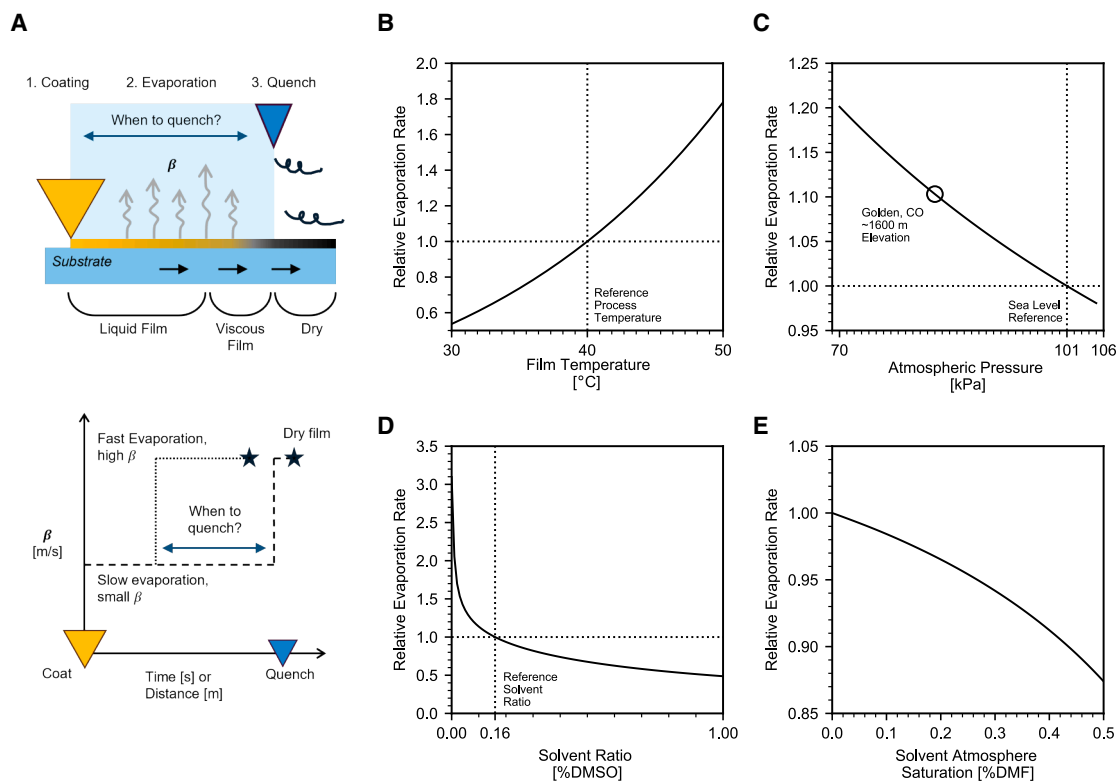 A
1. Coating 2. Evaporation 3. Quench
When to quench?
β
Substrate
Liquid Film
Viscous
Film
Dry
Fast Evaporation,
high β
Dry film
When to
quench?
β
[m/s]
Slow evaporation,
small β
Coat
Time [s] or
Distance [m]
Quench
B
Relative Evaporation Rate
2.0
1.8
1.6
1.4
1.2
1.0
0.8
0.6
Reference
Process
Temperature
30 40 50
Film Temperature
[°C]
C
Relative Evaporation Rate
1.25
1.20
1.15
1.10
1.05
1.00
0.95
Golden, CO
~1600 m
Elevation
Sea Level
Reference
70 101 106
Atmospheric Pressure
[kPa]
D
Relative Evaporation Rate
3.5
3.0
2.5
2.0
1.5
1.0
0.5
0.0
Reference
Solvent
Ratio
0.00 0.16 1.00
Solvent Ratio
[%DMSO]
E
Relative Evaporation Rate
1.05
1.00
0.95
0.90
0.85
0.0 0.1 0.2 0.3 0.4 0.5
Solvent Atmosphere
Saturation [%DMF]